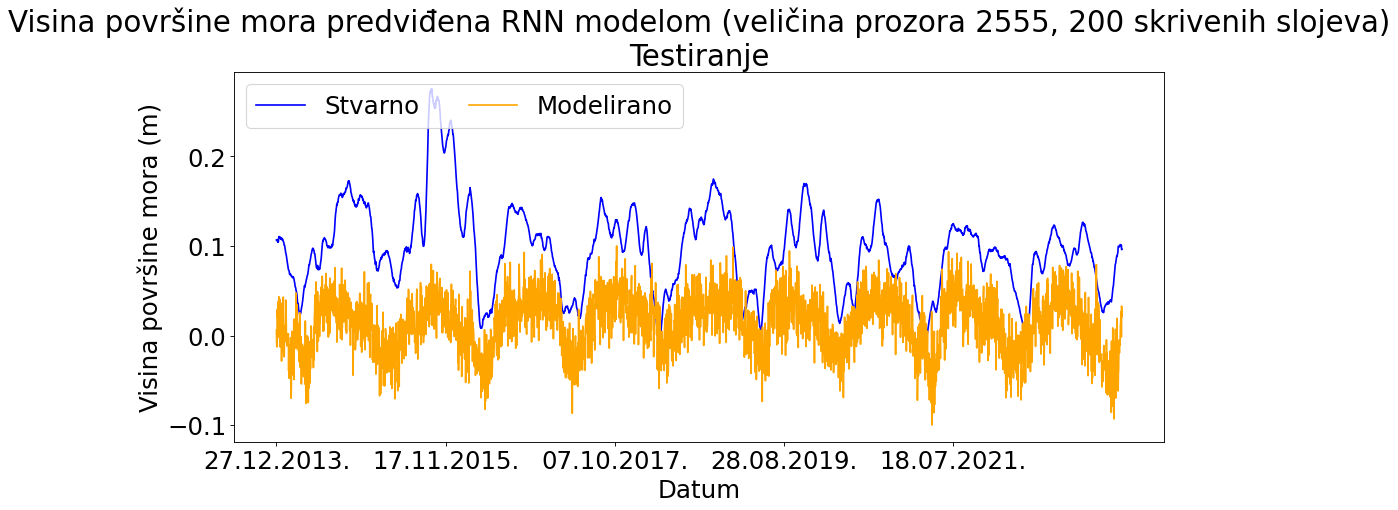 Visina površine mora predviđena RNN modelom (veličina prozora 2555, 200 skrivenih slojeva)
Testiranje
Stvarno Modelirano
Visina površine mora (m)
0.2
0.1
0.0
−0.1
27.12.2013. 17.11.2015. 07.10.2017. 28.08.2019. 18.07.2021.
Datum